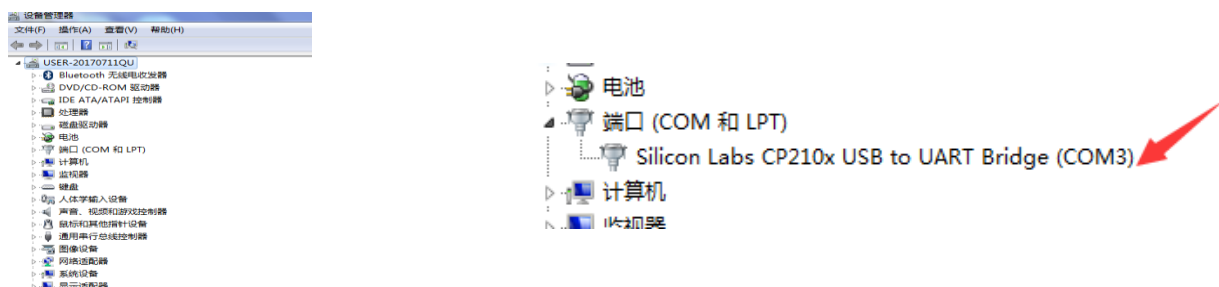 设备管理器
文件(F) 操作(A) 查看(V) 帮助(H)
USER-20170711QU
Bluetooth 无线电收发器
DVD/CD-ROM 驱动器
IDE ATA/ATAPI 控制器
处理器
磁盘驱动器
电池
端口 (COM 和 LPT)
计算机
监视器
键盘
人体学输入设备
声音、视频和游戏控制器
鼠标和其他指针设备
通用串行总线控制器
图像设备
网络适配器
系统设备
显示适配器
电池
端口 (COM 和 LPT)
Silicon Labs CP210x USB to UART Bridge (COM3)
计算机
监视器